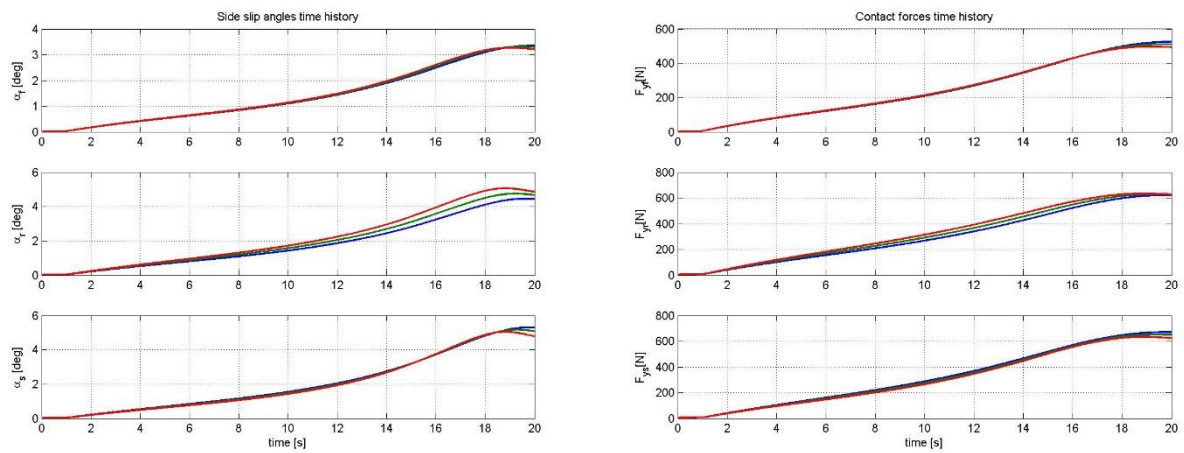 Side slip angles time history
4
3
2
1
0
α_f [deg]
0 2 4 6 8 10 12 14 16 18 20
6
4
2
0
α_r [deg]
0 2 4 6 8 10 12 14 16 18 20
6
4
2
0
α_s [deg]
0 2 4 6 8 10 12 14 16 18 20
time [s]
Contact forces time history
600
400
200
0
F_yf[N]
0 2 4 6 8 10 12 14 16 18 20
800
600
400
200
0
F_yr[N]
0 2 4 6 8 10 12 14 16 18 20
800
600
400
200
0
F_ys[N]
0 2 4 6 8 10 12 14 16 18 20
time [s]